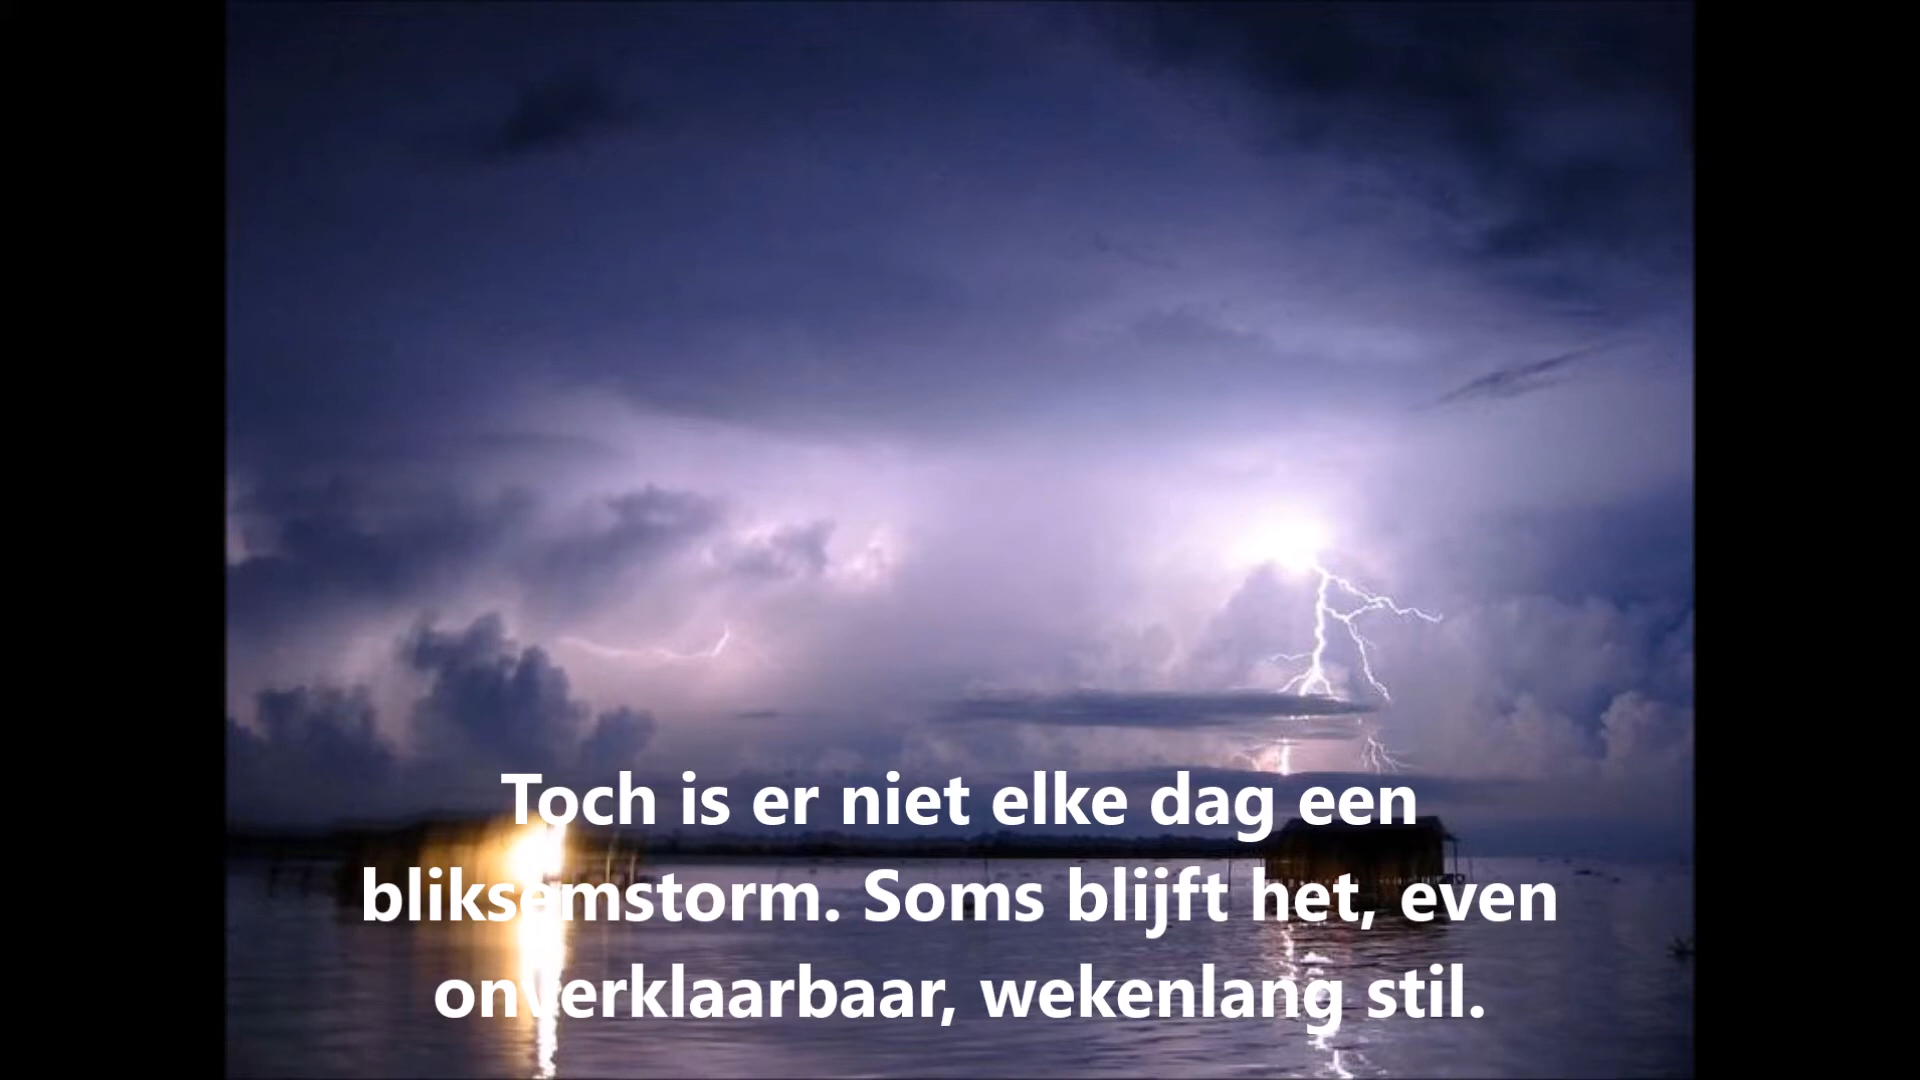 Toch is er niet elke dag een
bliksemstorm. Soms blijft het, even
onverklaarbaar, wekenlang stil.